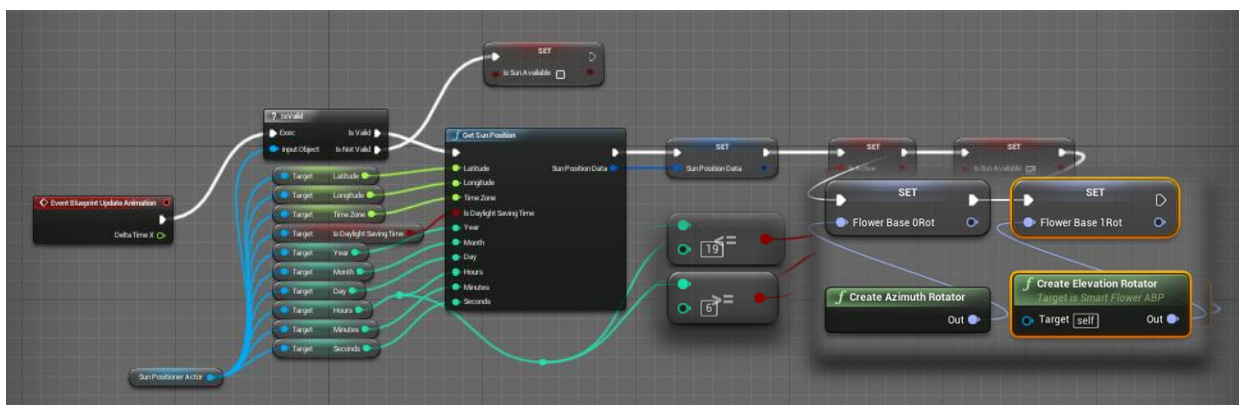 SET
Is Sun Available
? IsValid
Exec
Is Valid
Input Object
Is Not Valid
Event Blueprint Update Animation
Delta Time X
Target Latitude
Target Longitude
Target Time Zone
Target Is Daylight Saving Time
Target Year
Target Month
Target Day
Target Hours
Target Minutes
Target Seconds
Sun Positioner Actor
f Get Sun Position
Latitude
Sun Position Data
Longitude
Time Zone
Is Daylight Saving Time
Year
Month
Day
Hours
Minutes
Seconds
SET
Sun Position Data
SET
Is Active
SET
Is Sun Available
19
<=
6
>=
SET
Flower Base 0Rot
SET
Flower Base 1Rot
f Create Azimuth Rotator
Out
f Create Elevation Rotator
Target is Smart Flower ABP
Target self
Out